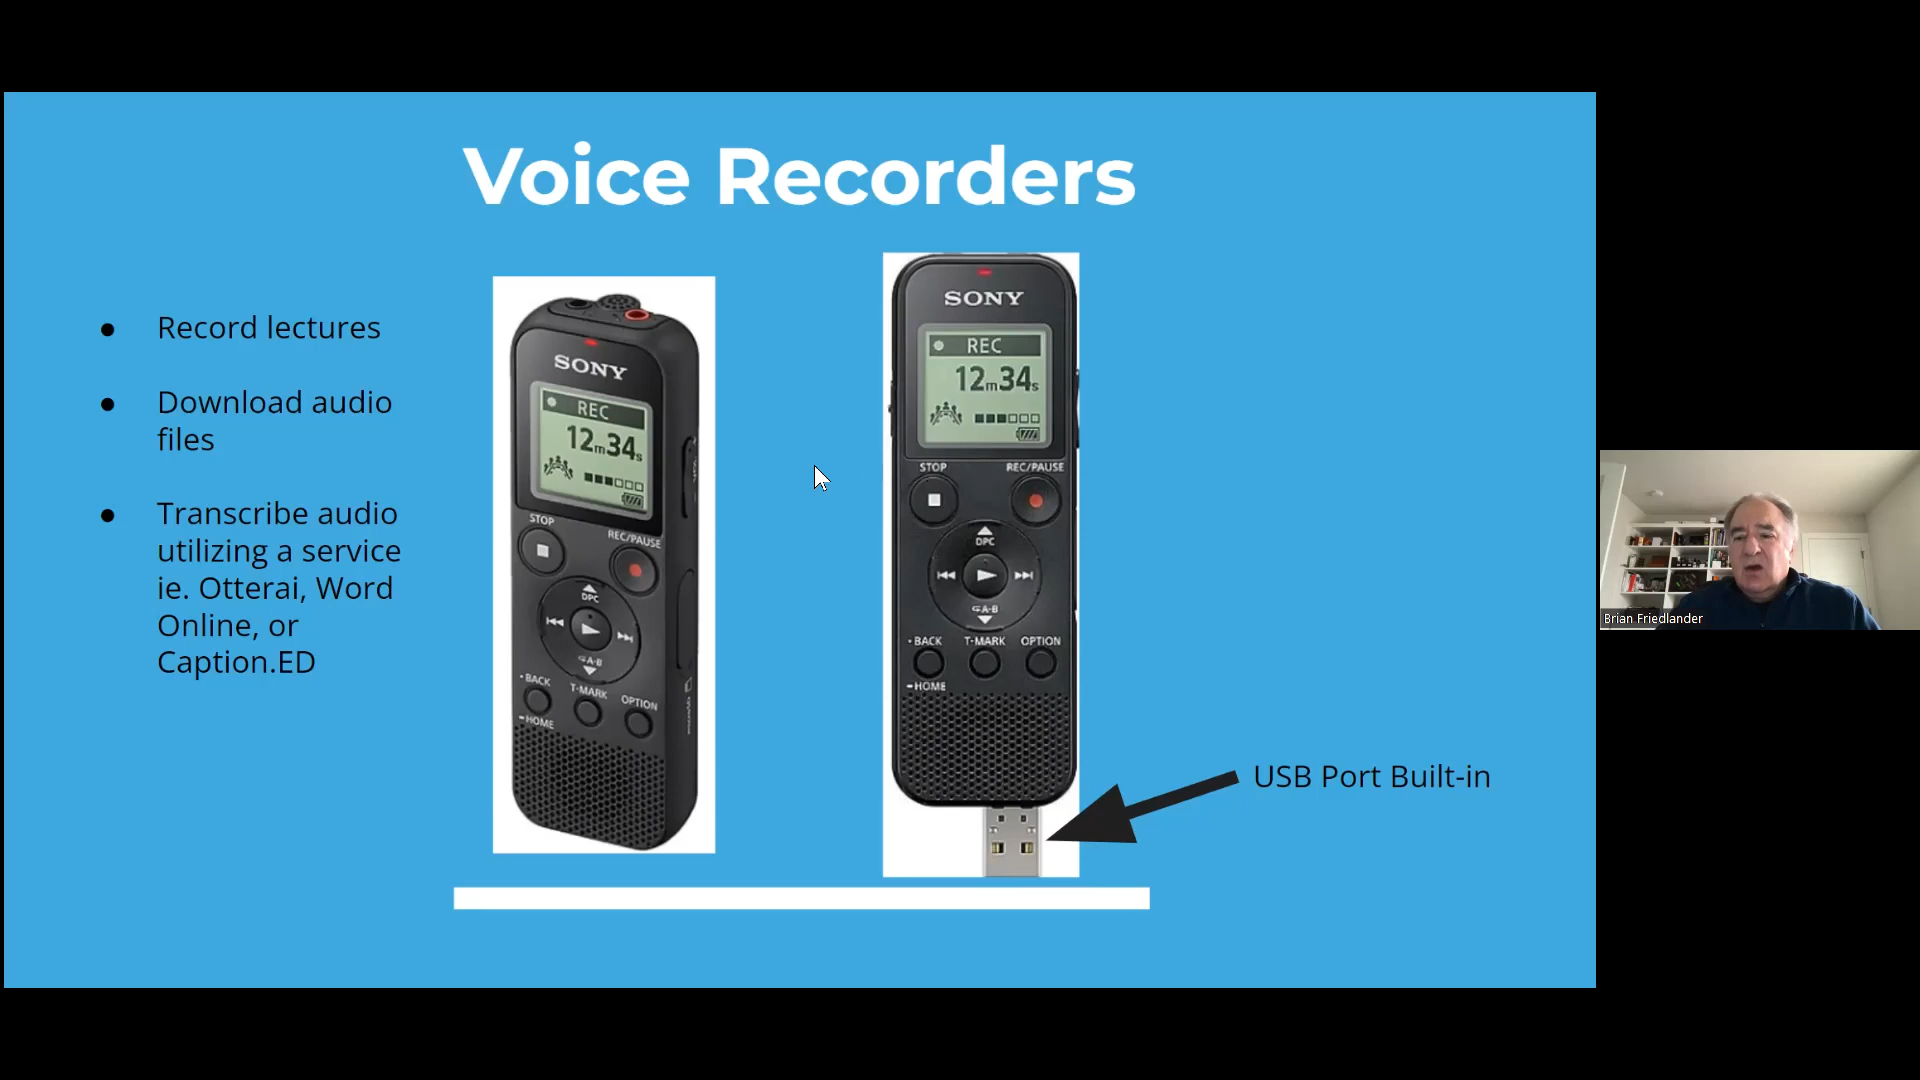 Voice Recorders
● Record lectures
● Download audio
files
● Transcribe audio
utilizing a service
ie. Otterai, Word
Online, or
Caption.ED
SONY
REC
12m34s
STOP
REC/PAUSE
DPC
A-B
•BACK T-MARK OPTION
━HOME
SONY
REC
12m34s
STOP REC/PAUSE
DPC
A-B
•BACK T-MARK OPTION
━HOME
USB Port Built-in
Brian Friedlander